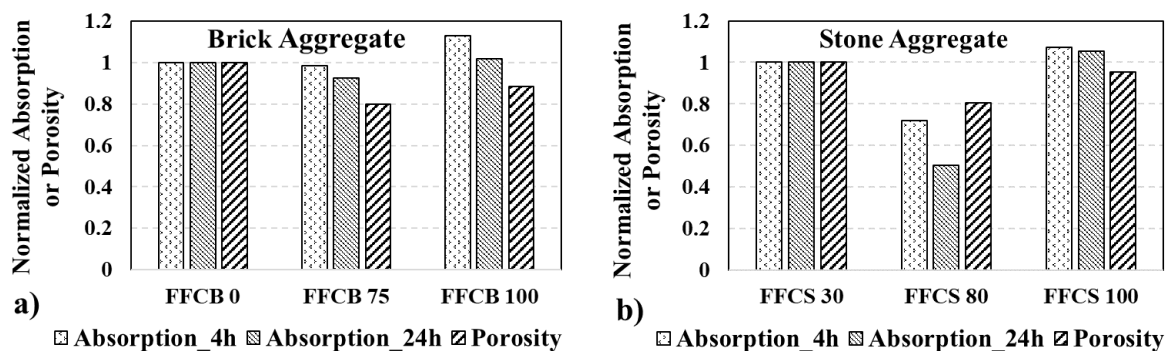 Normalized Absorption
or Porosity
1.2
1
0.8
0.6
0.4
0.2
0
Brick Aggregate
FFCB 0 FFCB 75 FFCB 100
a)
Absorption_4h Absorption_24h Porosity
Normalized Absorption
or Porosity
1.2
1
0.8
0.6
0.4
0.2
0
Stone Aggregate
FFCS 30 FFCS 80 FFCS 100
b)
Absorption_4h Absorption_24h Porosity